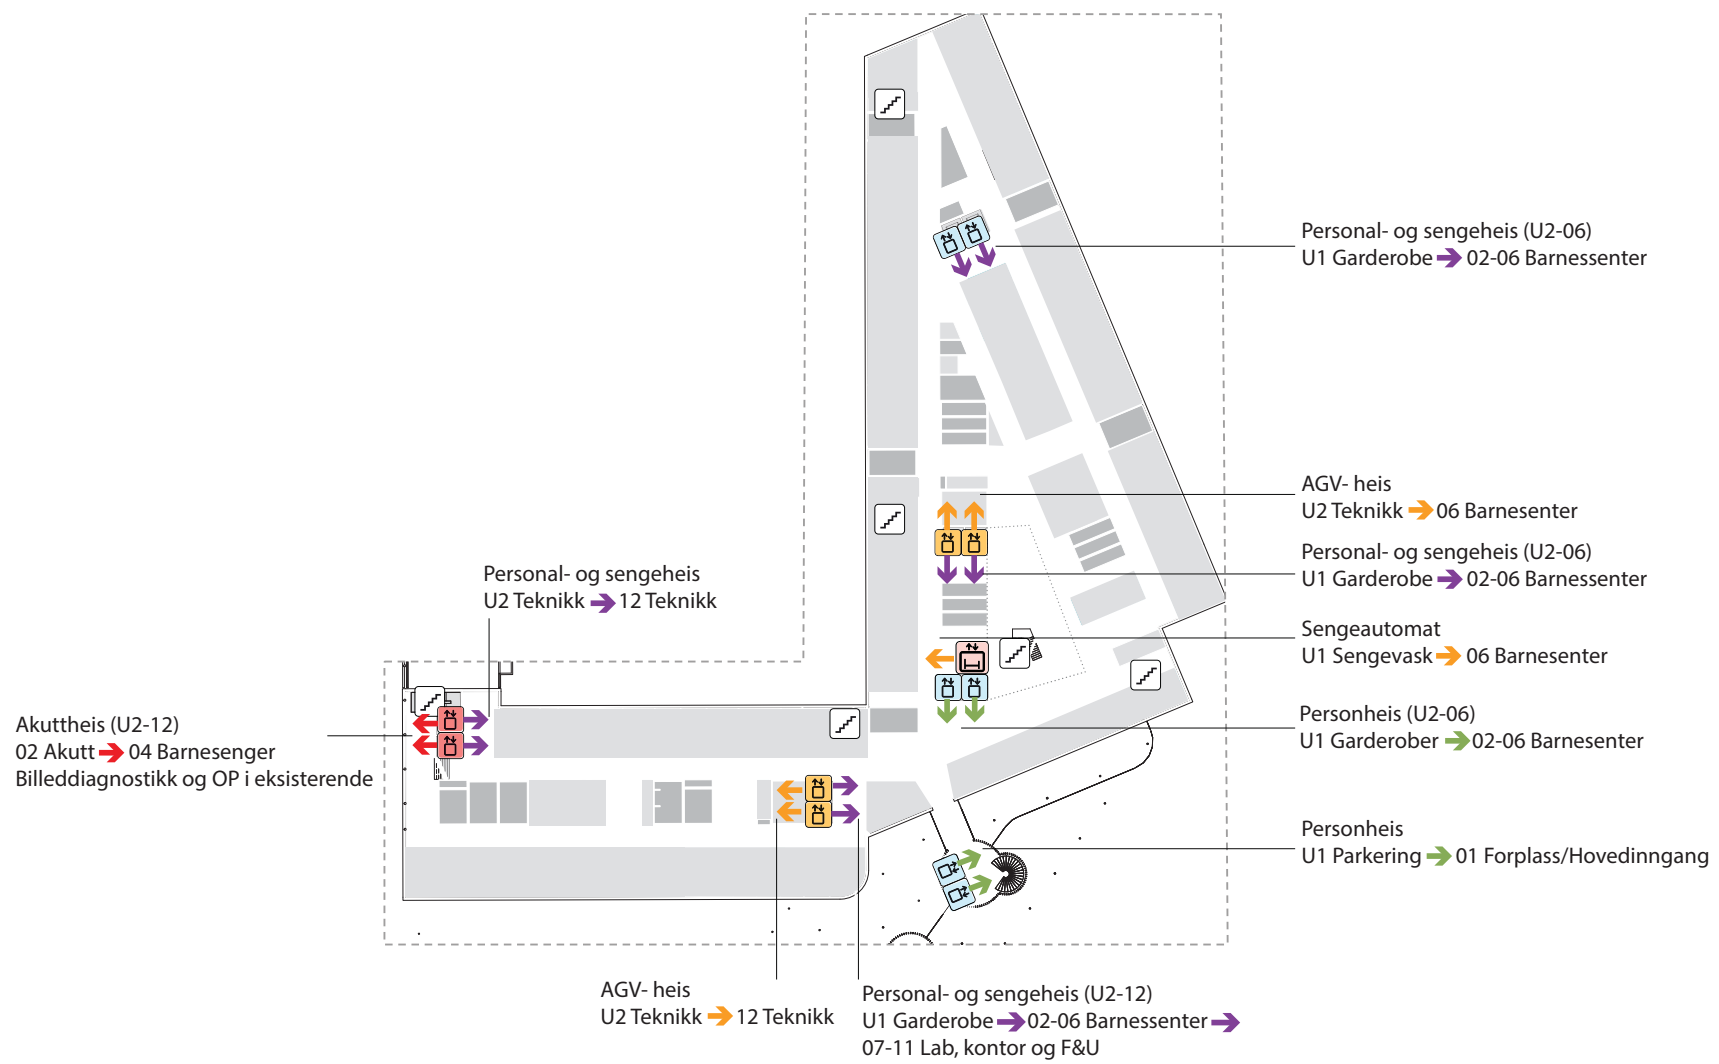 Personal- og sengeheis (U2-06)
U1 Garderobe → 02-06 Barnessenter
AGV- heis
U2 Teknikk → 06 Barnesenter
Personal- og sengeheis (U2-06)
U1 Garderobe → 02-06 Barnessenter
Personal- og sengeheis
U2 Teknikk → 12 Teknikk
Sengeautomat
U1 Sengevask → 06 Barnesenter
Akuttheis (U2-12)
02 Akutt → 04 Barnesenger
Billeddiagnostikk og OP i eksisterende
Personheis (U2-06)
U1 Garderober → 02-06 Barnesenter
Personheis
U1 Parkering → 01 Forplass/Hovedinngang
AGV- heis
U2 Teknikk → 12 Teknikk
Personal- og sengeheis (U2-12)
U1 Garderobe → 02-06 Barnessenter →
07-11 Lab, kontor og F&U